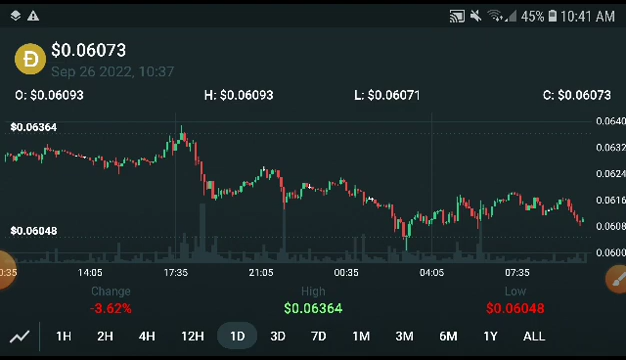 45% 10:41 AM
Ð $0.06073
Sep 26 2022, 10:37
O: $0.06093 H: $0.06093 L: $0.06071 C: $0.06073
$0.06364
0.0640
0.0632
0.0624
0.0616
$0.06048
0.0608
0.0600
0:35 14:05 17:35 21:05 00:35 04:05 07:35
Change High Low
-3.62% $0.06364 $0.06048
1H 2H 4H 12H 1D 3D 7D 1M 3M 6M 1Y ALL